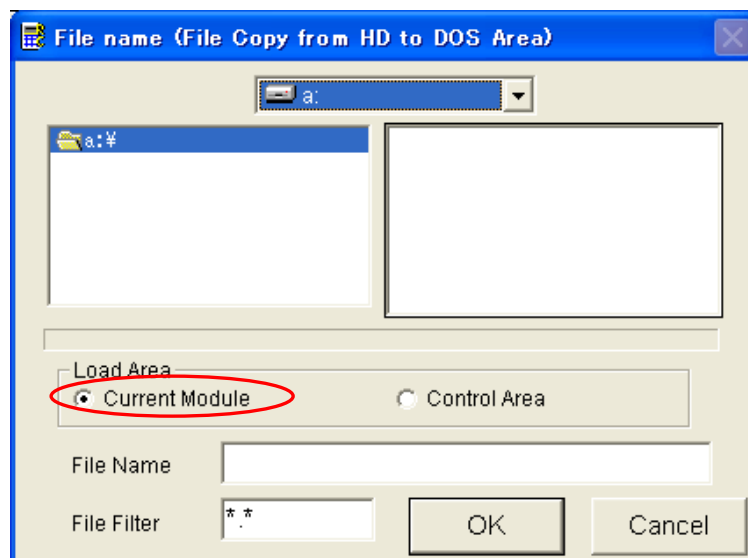 File name (File Copy from HD to DOS Area)
a:
a:¥
Load Area
Current Module
Control Area
File Name
File Filter
*.*
OK
Cancel